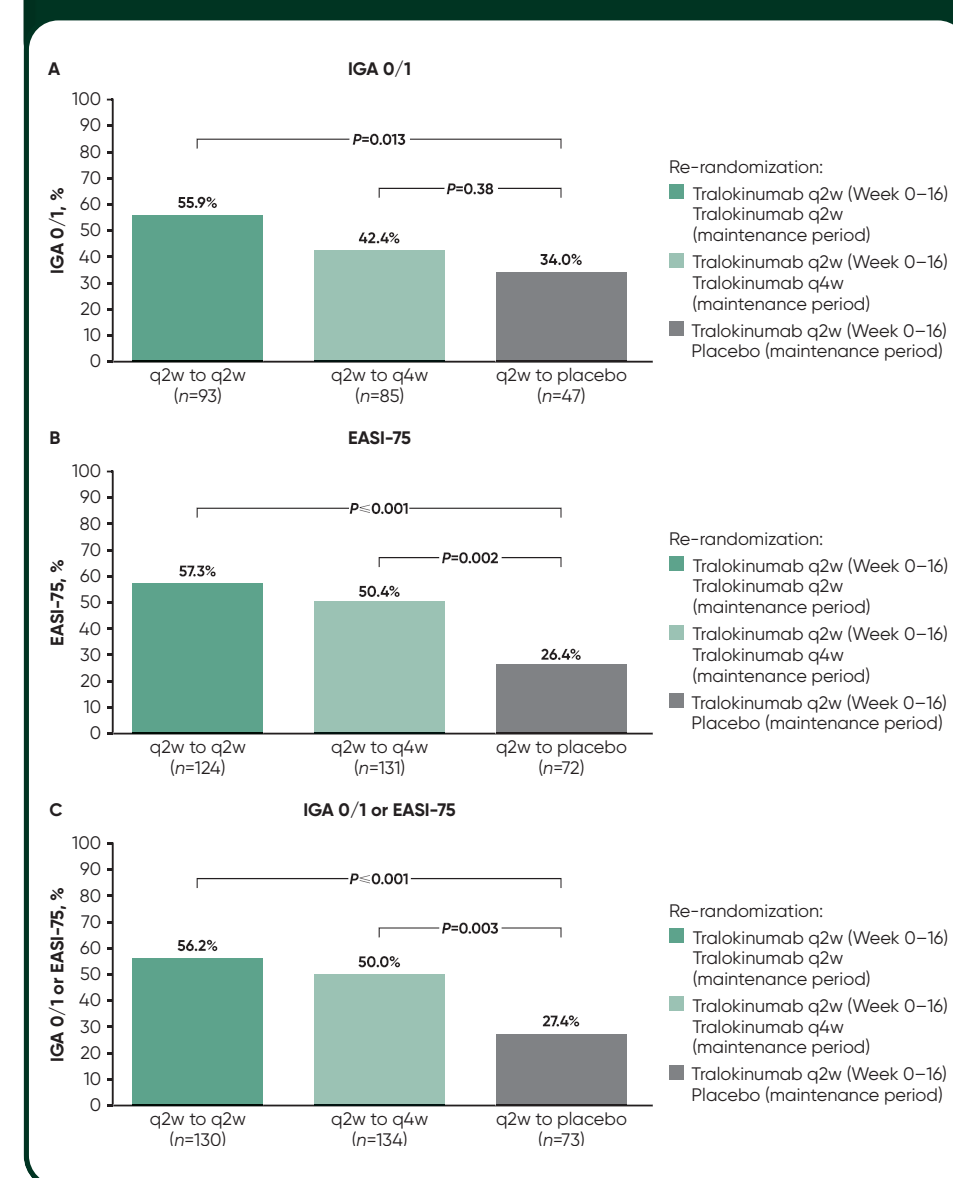 A
IGA 0/1
100
90
80
70
60
50
40
30
20
10
0
IGA 0/1, %
P=0.013
P=0.38
55.9%
42.4%
34.0%
q2w to q2w
(n=93)
q2w to q4w
(n=85)
q2w to placebo
(n=47)
Re-randomization:
Tralokinumab q2w (Week 0–16)
Tralokinumab q2w
(maintenance period)
Tralokinumab q2w (Week 0–16)
Tralokinumab q4w
(maintenance period)
Tralokinumab q2w (Week 0–16)
Placebo (maintenance period)
B
EASI-75
100
90
80
70
60
50
40
30
20
10
0
EASI-75, %
P≤0.001
P=0.002
57.3%
50.4%
26.4%
q2w to q2w
(n=124)
q2w to q4w
(n=131)
q2w to placebo
(n=72)
Re-randomization:
Tralokinumab q2w (Week 0–16)
Tralokinumab q2w
(maintenance period)
Tralokinumab q2w (Week 0–16)
Tralokinumab q4w
(maintenance period)
Tralokinumab q2w (Week 0–16)
Placebo (maintenance period)
C
IGA 0/1 or EASI-75
100
90
80
70
60
50
40
30
20
10
0
IGA 0/1 or EASI-75, %
P≤0.001
P=0.003
56.2%
50.0%
27.4%
q2w to q2w
(n=130)
q2w to q4w
(n=134)
q2w to placebo
(n=73)
Re-randomization:
Tralokinumab q2w (Week 0–16)
Tralokinumab q2w
(maintenance period)
Tralokinumab q2w (Week 0–16)
Tralokinumab q4w
(maintenance period)
Tralokinumab q2w (Week 0–16)
Placebo (maintenance period)